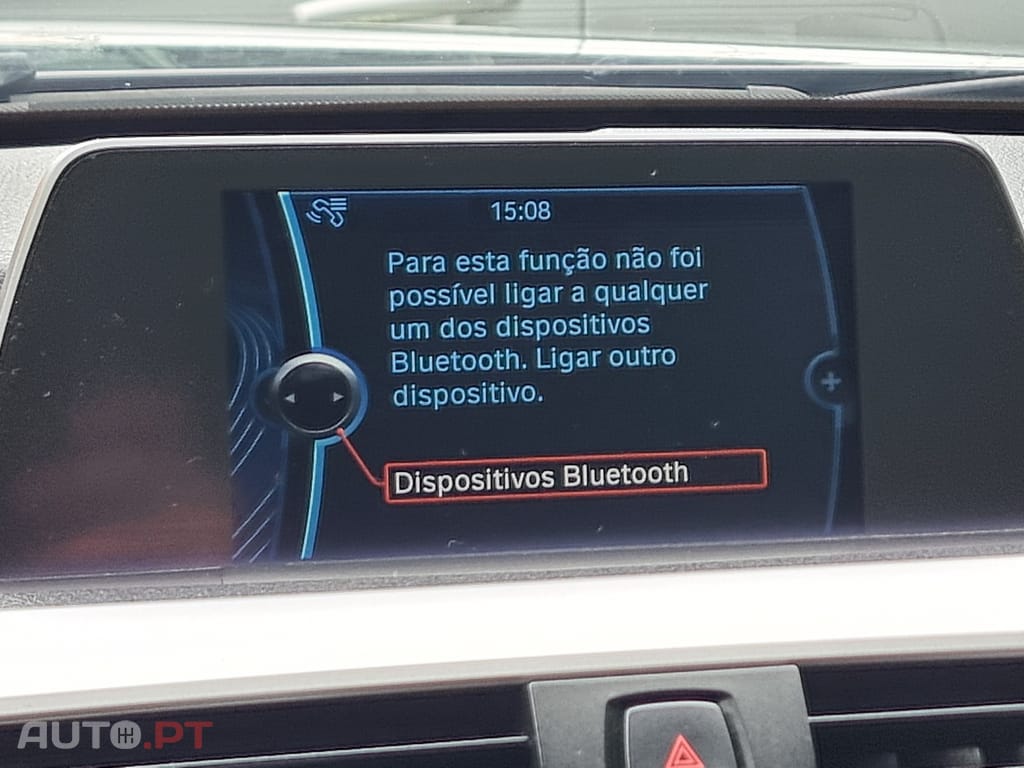 15:08
Para esta função não foi
possível ligar a qualquer
um dos dispositivos
Bluetooth. Ligar outro
dispositivo.
Dispositivos Bluetooth
AUTO.PT